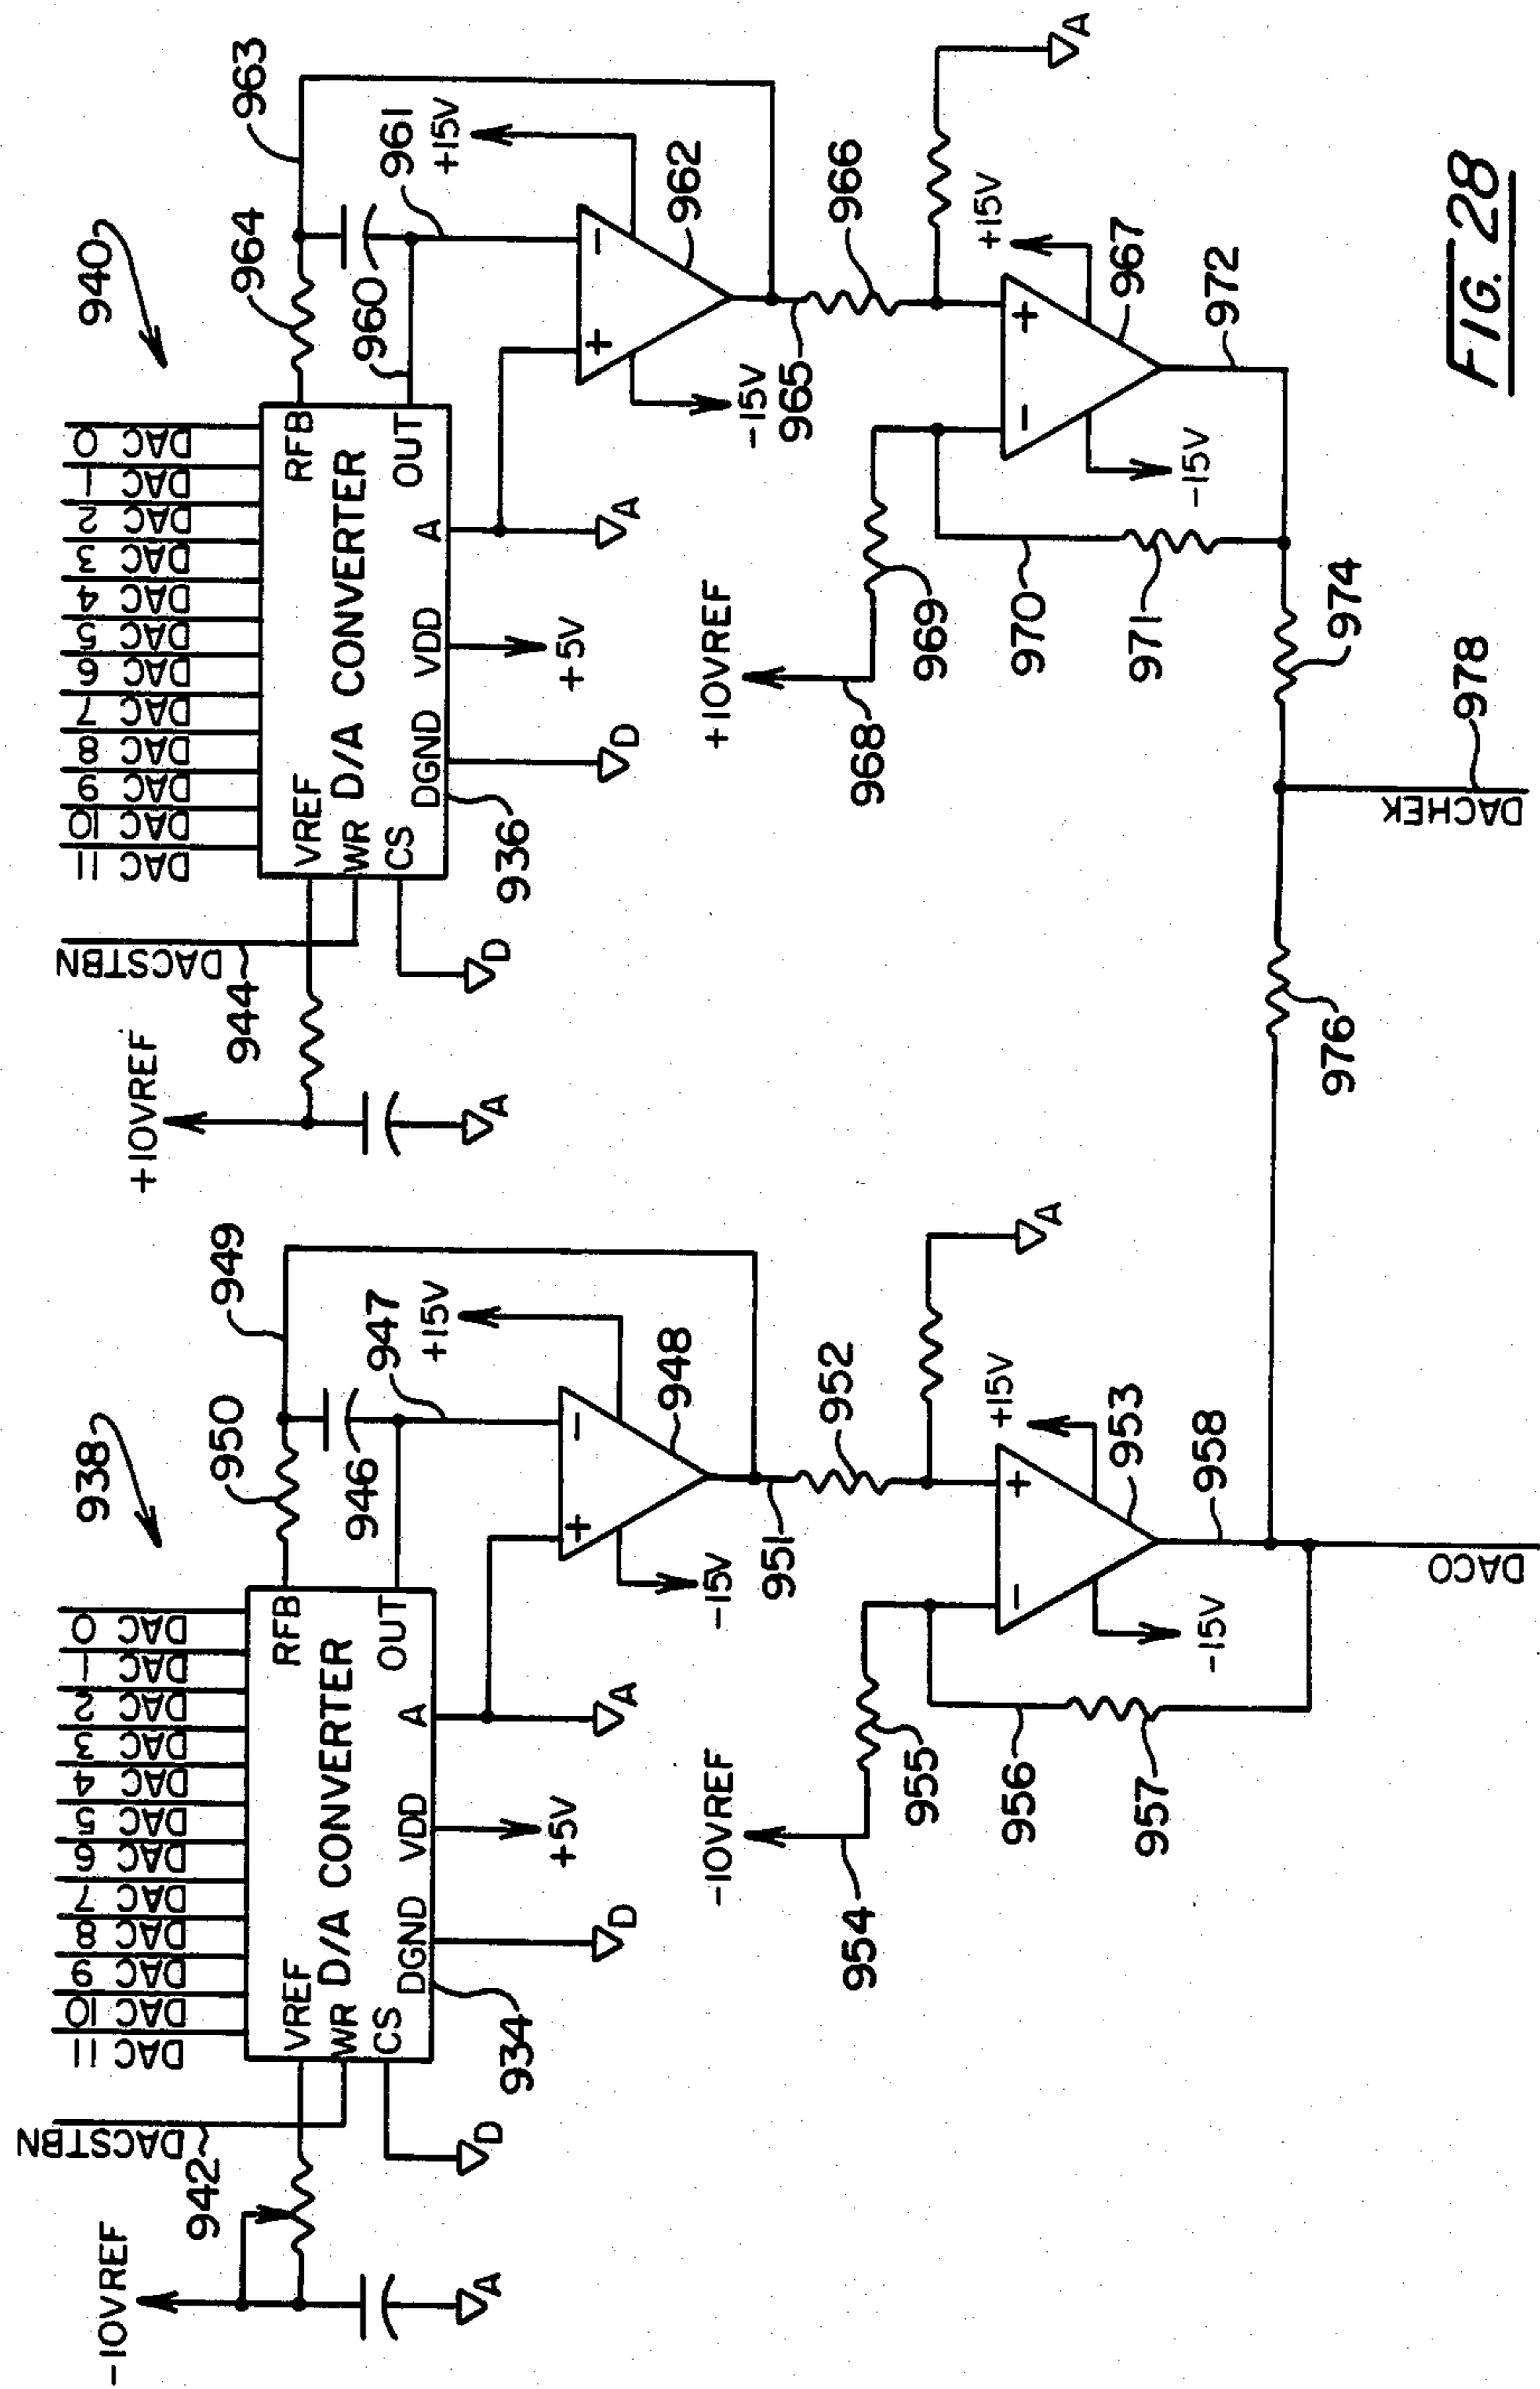 938
-10VREF
942
DACSTBN
DAC 11
DAC 10
DAC 9
DAC 8
DAC 7
DAC 6
DAC 5
DAC 4
DAC 3
DAC 2
DAC 1
DAC 0
VREF
RFB
WR D/A CONVERTER
CS
OUT
DGND
VDD
A
934
D
A
D
+5V
A
950
949
946
947
+15V
+
-
948
-15V
951
952
A
-10VREF
954
955
956
957
-
+
+15V
953
-15V
958
DACO
940
+10VREF
944
DACSTBN
DAC 11
DAC 10
DAC 9
DAC 8
DAC 7
DAC 6
DAC 5
DAC 4
DAC 3
DAC 2
DAC 1
DAC 0
VREF
RFB
WR D/A CONVERTER
CS
OUT
DGND
VDD
A
936
D
A
D
+5V
A
964
963
960
961
+15V
+
-
962
-15V
965
966
A
+10VREF
968
969
970
971
-
+
+15V
967
-15V
972
974
976
978
DACHEK
FIG. 28